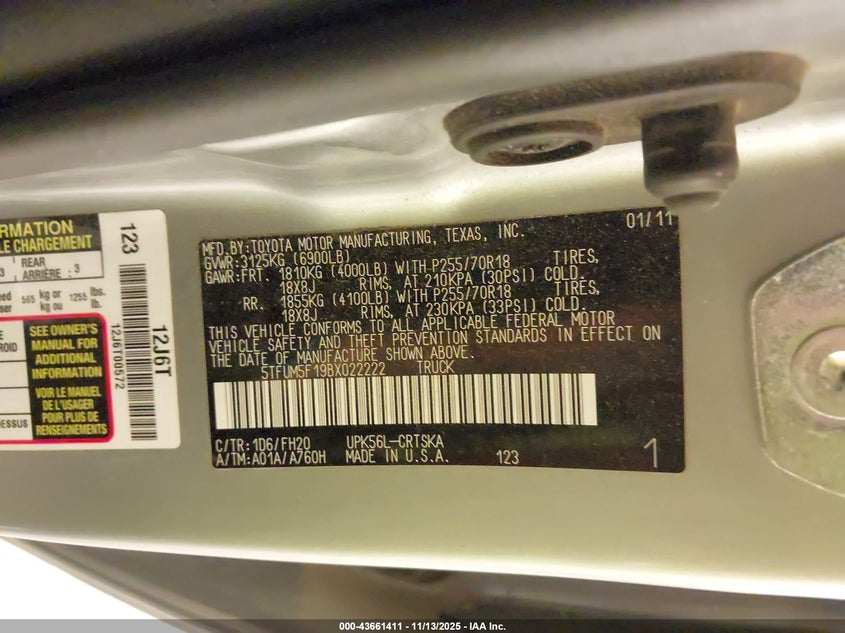 ORMATION
LE CHARGEMENT
3
REAR
ARRIÈRE : 3
565 kg or
kg ou
1255 lbs.
lb.
SEE OWNER'S
MANUAL FOR
ADDITIONAL
INFORMATION
VOIR LE MANUEL
DE L'USAGER
POUR PLUS DE
RENSEIGNEMENTS
123
12J6T
12J6T00572
01/11
MFD.BY:TOYOTA MOTOR MANUFACTURING, TEXAS, INC.
GVWR:3125KG (6900LB)
GAWR:FRT. 1810KG (4000LB) WITH P255/70R18 TIRES,
18X8J RIMS, AT 210KPA (30PSI) COLD.
RR. 1855KG (4100LB) WITH P255/70R18 TIRES,
18X8J RIMS, AT 230KPA (33PSI) COLD.
THIS VEHICLE CONFORMS TO ALL APPLICABLE FEDERAL MOTOR
VEHICLE SAFETY AND THEFT PREVENTION STANDARDS IN EFFECT ON
THE DATE OF MANUFACTURE SHOWN ABOVE.
5TFUM5F19BX022222 TRUCK
C/TR:1D6/FH20 UPK56L-CRTSKA
A/TM:A01A/A760H MADE IN U.S.A. 123 1
000-43661411 - 11/13/2025 - IAA Inc.